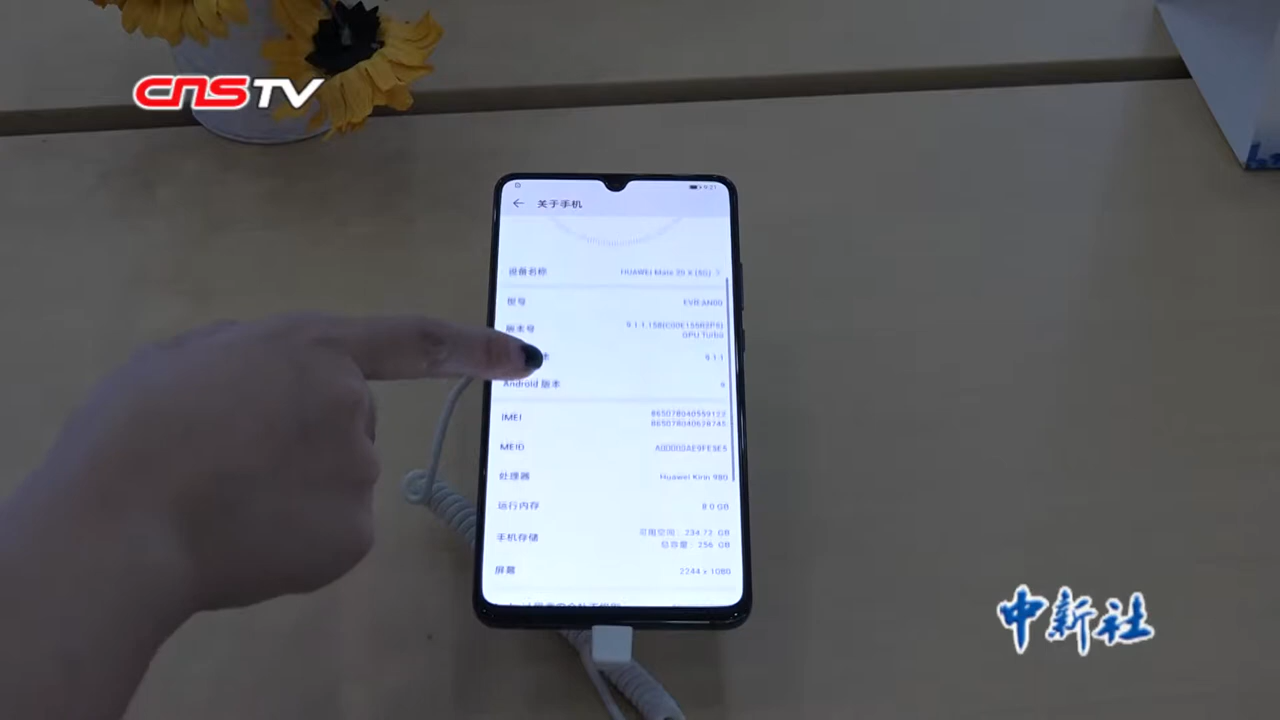 CNSTV
9:21
关于手机
设备名称 HUAWEI Mate 20 X (5G)
型号 EVR-AN00
版本号 9.1.1.158(C00E155R3P6)
GPU Turbo
本 9.1.1
Android 版本 9
IMEI
MEID
处理器 Huawei Kirin 980
运行内存 8.0 GB
手机存储 可用空间：234.72 GB
总容量：256 GB
屏幕 2244 x 1080
中新社